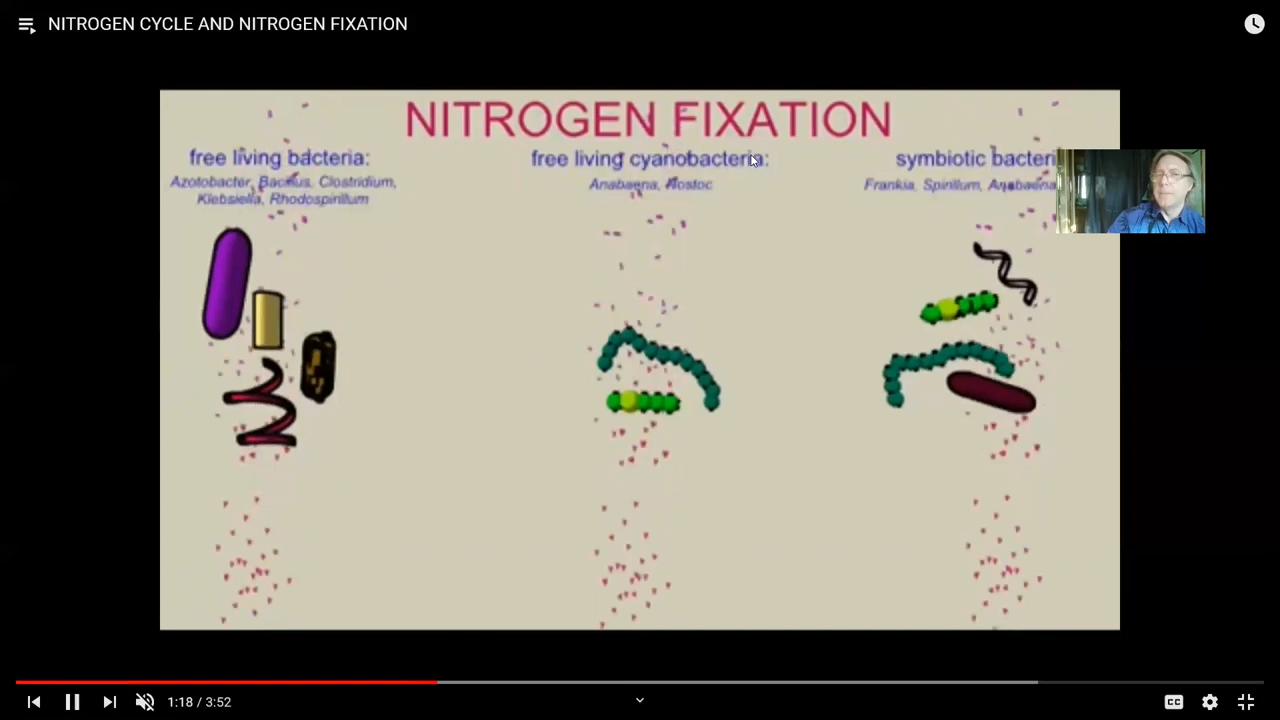 NITROGEN CYCLE AND NITROGEN FIXATION
NITROGEN FIXATION
free living bacteria:
Azotobacter, Bacillus, Clostridium,
Klebsiella, Rhodospirillum
free living cyanobacteria:
Anabaena, Nostoc
symbiotic bacteri
Frankia, Spirillum, Anabaena
1:18 / 3:52
CC